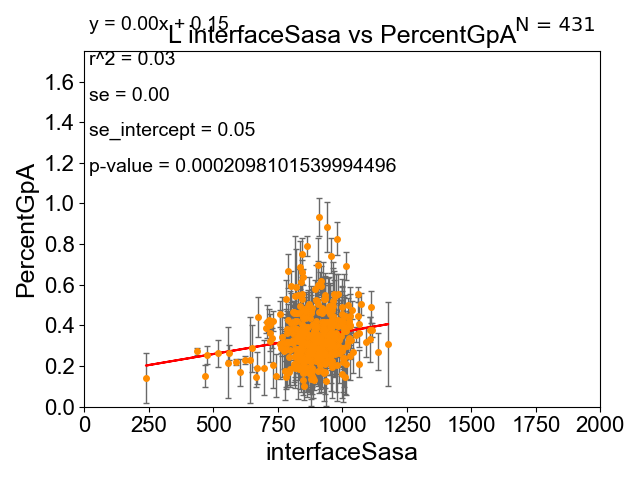 y = 0.00x + 0.15
L interfaceSasa vs PercentGpA
N = 431
r^2 = 0.03
se = 0.00
se_intercept = 0.05
p-value = 0.0002098101539994496
PercentGpA
1.6
1.4
1.2
1.0
0.8
0.6
0.4
0.2
0.0
0 250 500 750 1000 1250 1500 1750 2000
interfaceSasa